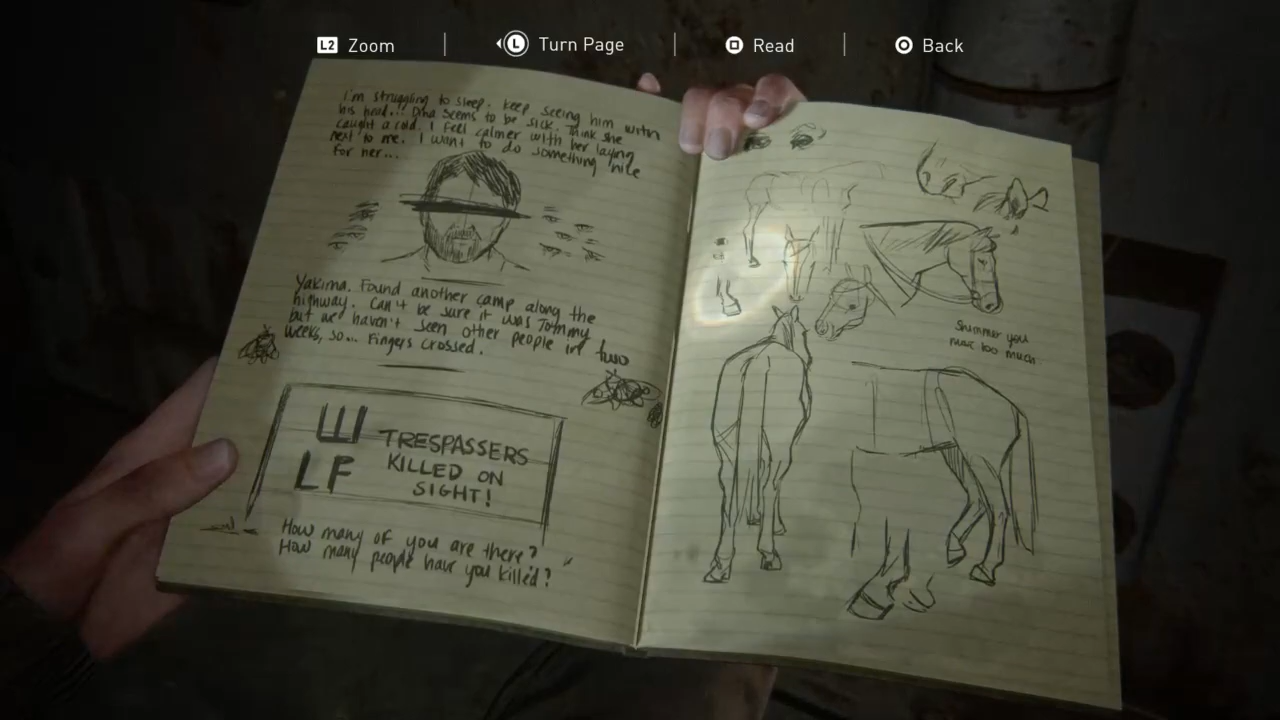 L2 Zoom
L Turn Page
Read
Back
I'm struggling to sleep. Keep seeing him with
his head... Dina seems to be sick. Think she
caught a cold. I feel calmer with her laying
next to me. I want to do something nice
for her...
Yakima. Found another camp along the
highway. Can't be sure it was Tommy
but we haven't seen other people in two
weeks, so... Fingers crossed.
W TRESPASSERS
LF KILLED ON
SIGHT!
How many of you are there?
How many people have you killed?
Shimmer you
move too much